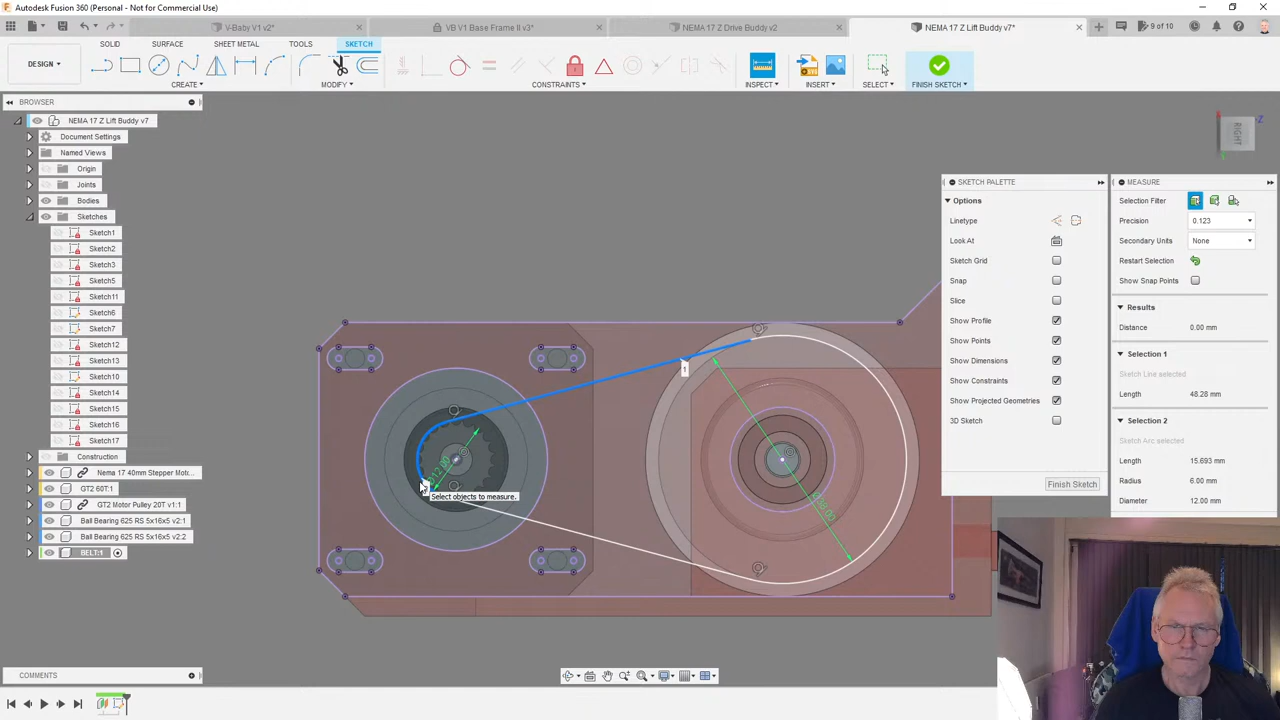 Autodesk Fusion 360 (Personal - Not for Commercial Use)
V-Baby V1 v2*
VB V1 Base Frame II v3*
NEMA 17 Z Drive Buddy v2
NEMA 17 Z Lift Buddy v7*
9 of 10
SOLID
SURFACE
SHEET METAL
TOOLS
SKETCH
DESIGN
CREATE
MODIFY
CONSTRAINTS
INSPECT
INSERT
SELECT
FINISH SKETCH
BROWSER
NEMA 17 Z Lift Buddy v7
Document Settings
Named Views
Origin
Joints
Bodies
Sketches
Sketch1
Sketch2
Sketch3
Sketch5
Sketch11
Sketch6
Sketch7
Sketch12
Sketch13
Sketch10
Sketch14
Sketch15
Sketch16
Sketch17
Construction
Nema 17 40mm Stepper Mot...
GT2 60T:1
GT2 Motor Pulley 20T v1:1
Ball Bearing 625 RS 5x16x5 v2:1
Ball Bearing 625 RS 5x16x5 v2:2
BELT:1
COMMENTS
1
Ø12.00
Ø36.00
Select objects to measure.
RIGHT
Z
SKETCH PALETTE
Options
Linetype
Look At
Sketch Grid
Snap
Slice
Show Profile
Show Points
Show Dimensions
Show Constraints
Show Projected Geometries
3D Sketch
Finish Sketch
MEASURE
Selection Filter
Precision 0.123
Secondary Units None
Restart Selection
Show Snap Points
Results
Distance 0.00 mm
Selection 1
Sketch Line selected
Length 48.28 mm
Selection 2
Sketch Arc selected
Length 15.693 mm
Radius 6.00 mm
Diameter 12.00 mm